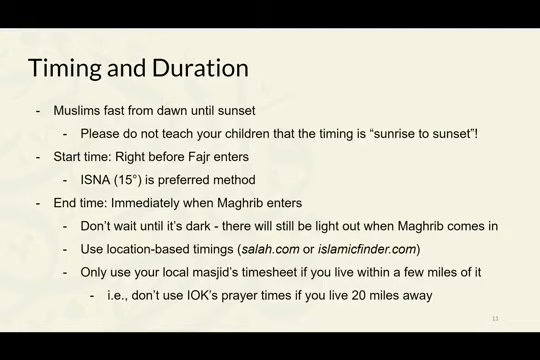 Timing and Duration
- Muslims fast from dawn until sunset
- Please do not teach your children that the timing is “sunrise to sunset”!
- Start time: Right before Fajr enters
- ISNA (15°) is preferred method
- End time: Immediately when Maghrib enters
- Don’t wait until it’s dark - there will still be light out when Maghrib comes in
- Use location-based timings (salah.com or islamicfinder.com)
- Only use your local masjid’s timesheet if you live within a few miles of it
- i.e., don’t use IOK’s prayer times if you live 20 miles away
11